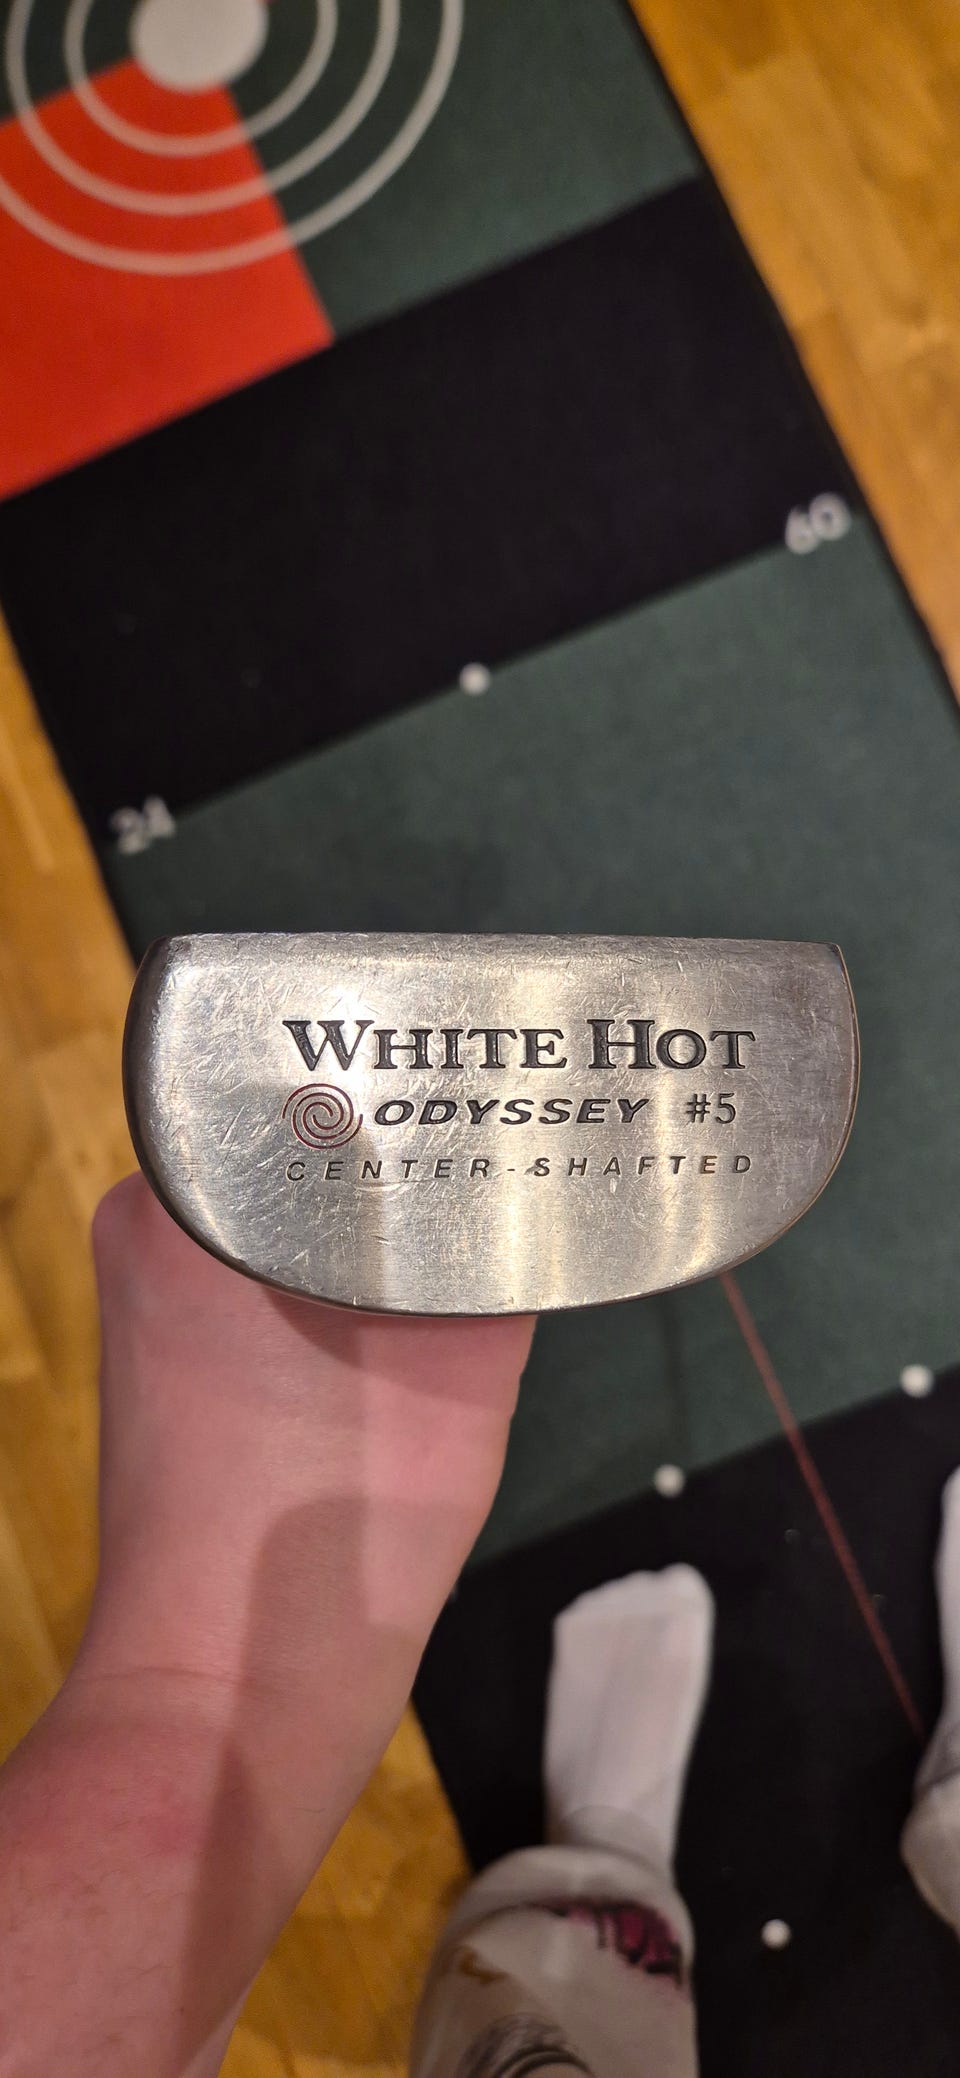 60
24
WHITE HOT
ODYSSEY #5
CENTER-SHAFTED